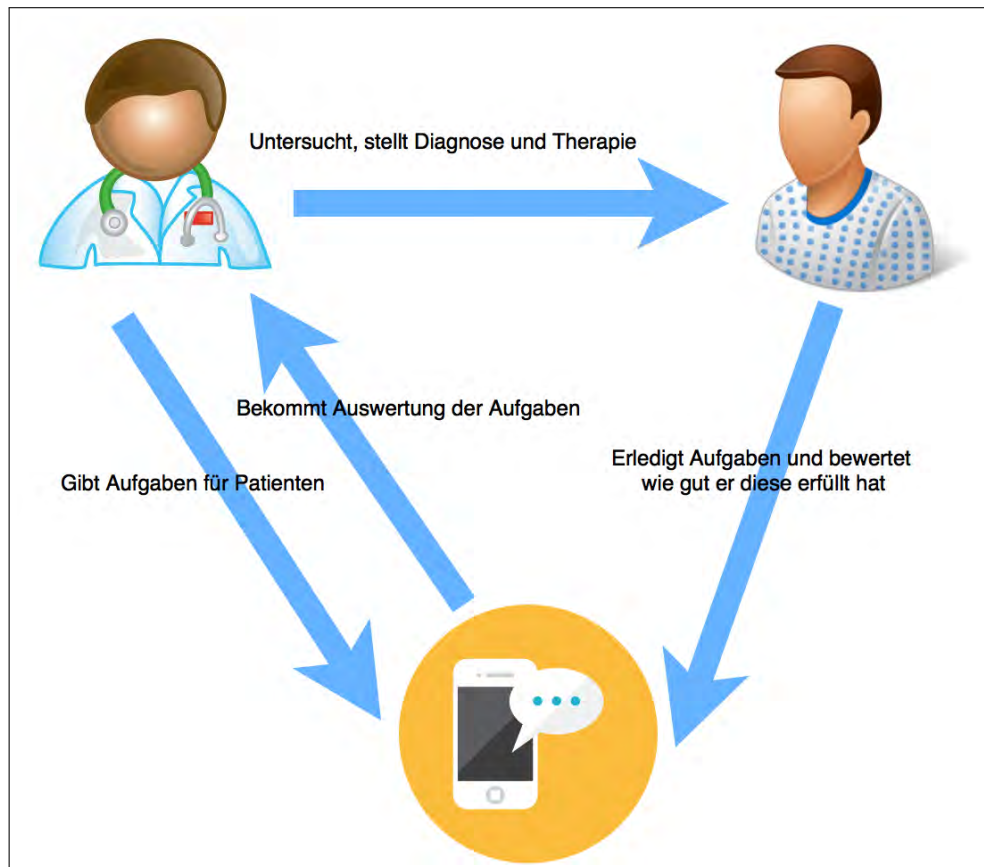 Untersucht, stellt Diagnose und Therapie
Bekommt Auswertung der Aufgaben
Gibt Aufgaben für Patienten
Erledigt Aufgaben und bewertet
wie gut er diese erfüllt hat